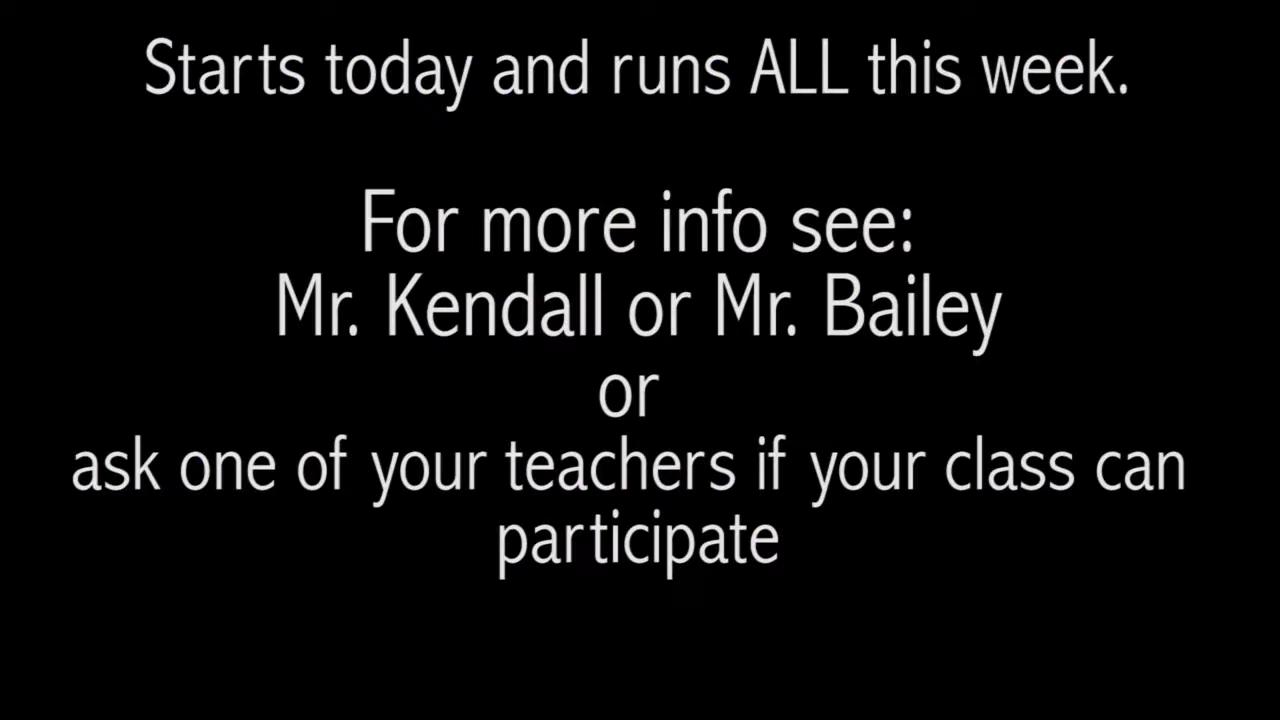 Starts today and runs ALL this week.
For more info see:
Mr. Kendall or Mr. Bailey
or
ask one of your teachers if your class can
participate